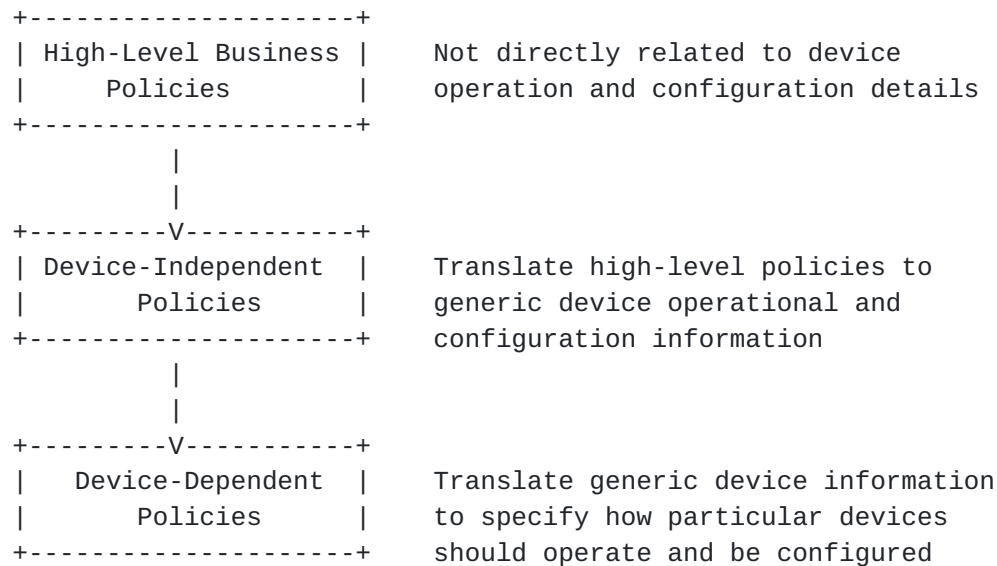 +---------------------+
| High-Level Business |    Not directly related to device
|     Policies        |    operation and configuration details
+---------------------+
          |
          |
+---------V-----------+
| Device-Independent  |    Translate high-level policies to
|       Policies      |    generic device operational and
+---------------------+    configuration information
          |
          |
+---------V-----------+
|   Device-Dependent  |    Translate generic device information
|       Policies      |    to specify how particular devices
+---------------------+    should operate and be configured